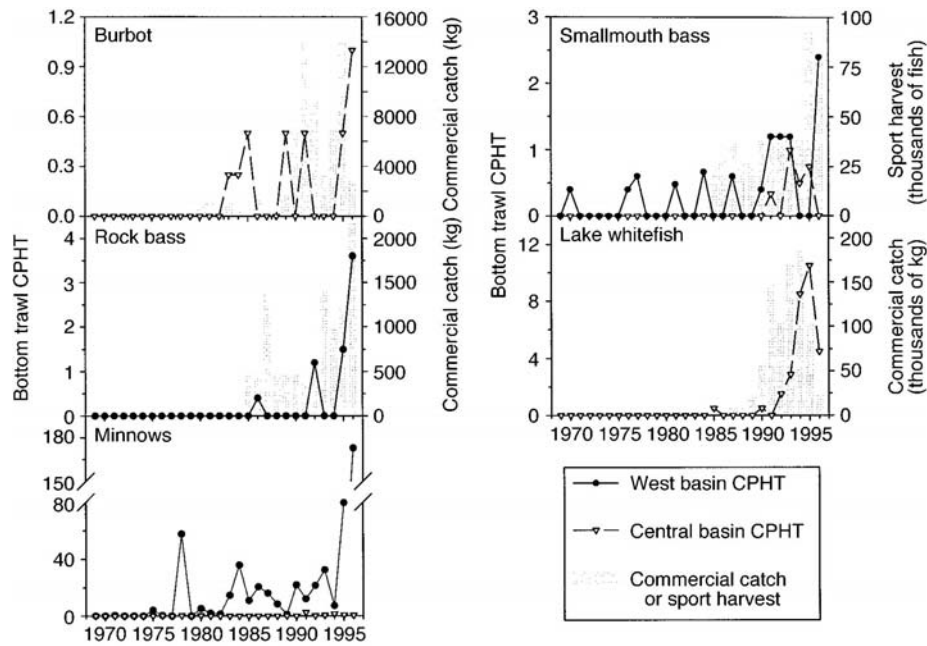 Burbot
1.2
0.9
0.6
0.3
0.0
16000
12000
8000
4000
0
Commercial catch (kg)
Rock bass
4
3
2
1
0
2000
1500
1000
500
0
Commercial catch (kg)
Bottom trawl CPHT
Minnows
180
150
80
40
0
1970 1975 1980 1985 1990 1995
Smallmouth bass
3
2
1
0
100
75
50
25
0
Sport harvest
(thousands of fish)
Bottom trawl CPHT
Lake whitefish
12
8
4
0
200
150
100
50
0
Commercial catch
(thousands of kg)
1970 1975 1980 1985 1990 1995
West basin CPHT
Central basin CPHT
Commercial catch
or sport harvest